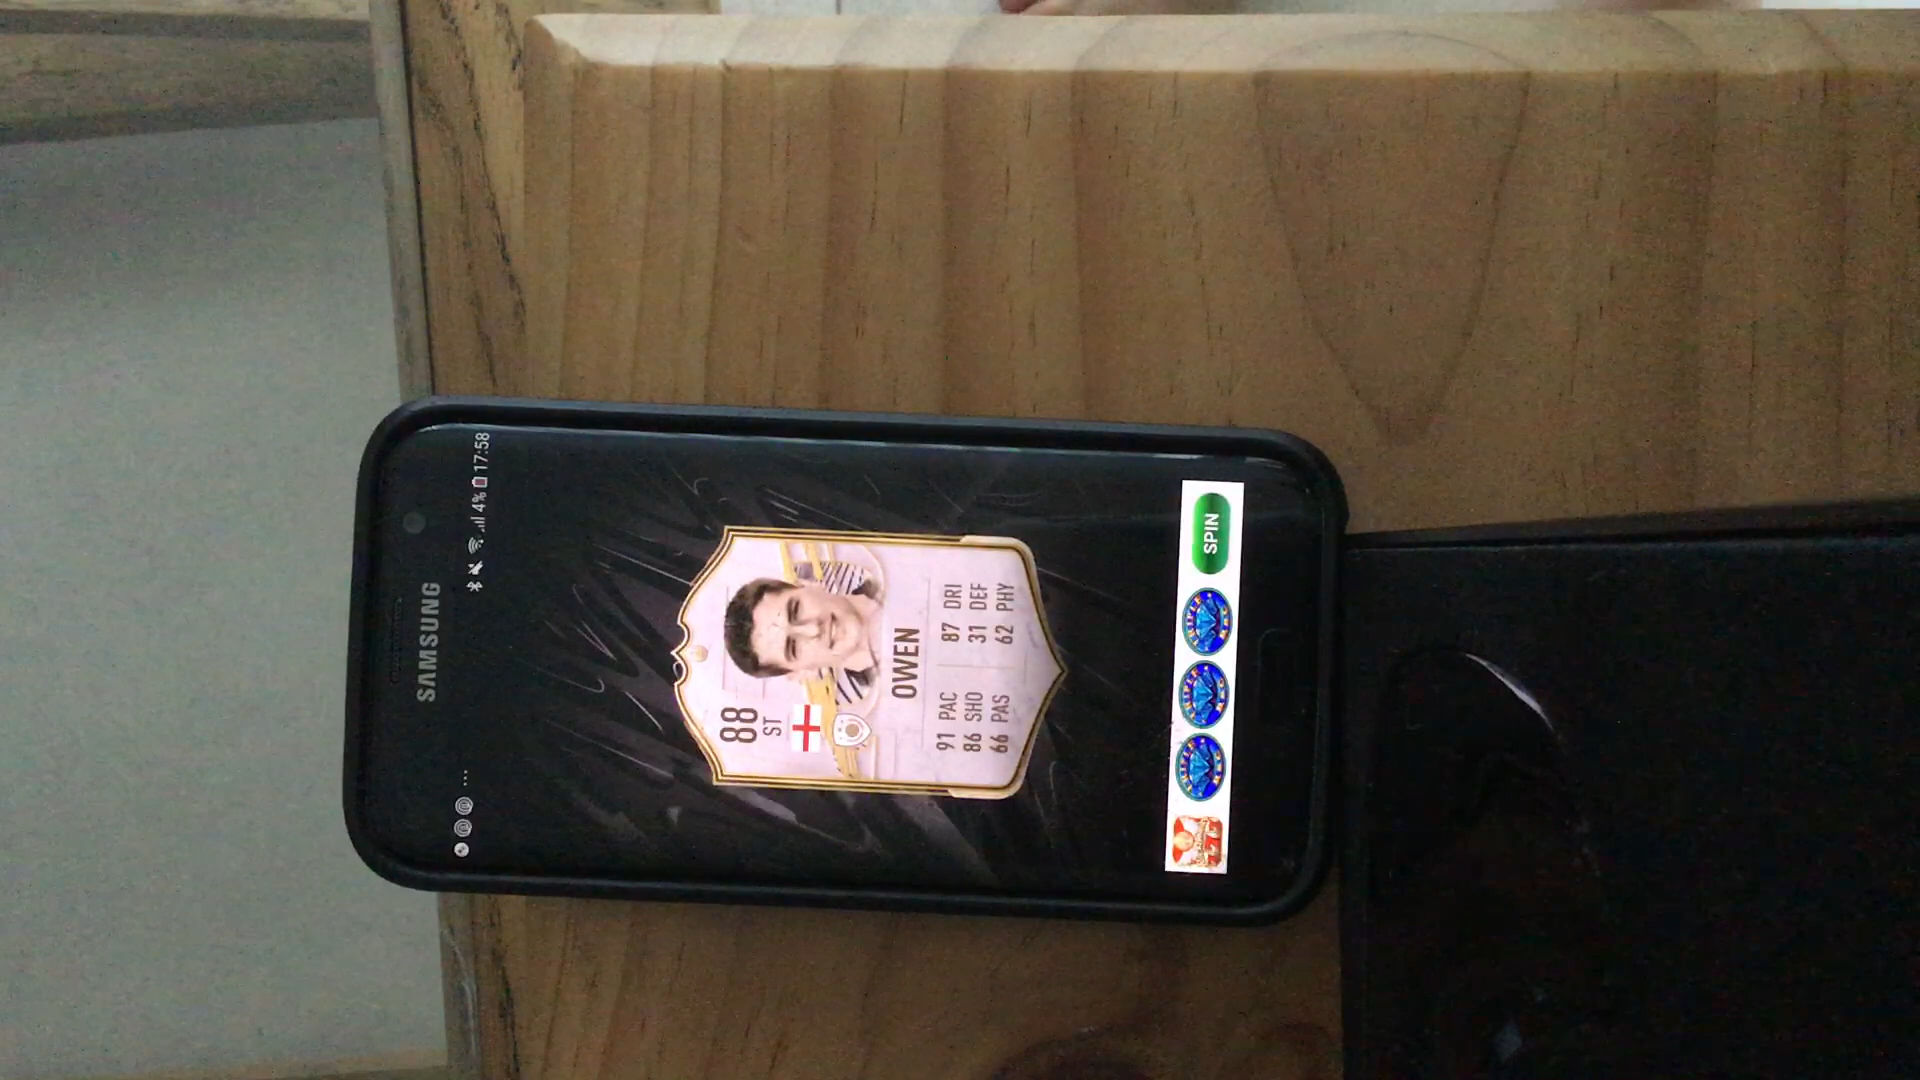 SAMSUNG
4% 17:58
88
ST
OWEN
91 PAC 87 DRI
86 SHO 31 DEF
66 PAS 62 PHY
SPIN